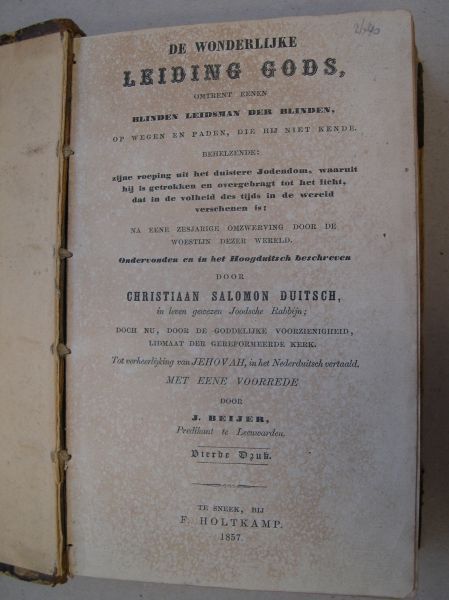 DE WONDERLIJKE
LEIDING GODS,
OMTRENT EENEN
BLINDEN LEIDSMAN DER BLINDEN,
OP WEGEN EN PADEN, DIE HIJ NIET KENDE.
BEHELZENDE:
zijne roeping uit het duistere Jodendom, waaruit
hij is getrokken en overgebragt tot het licht,
dat in de volheid des tijds in de wereld
verschenen is;
NA EENE ZESJARIGE OMZWERVING DOOR DE
WOESTIJN DEZER WERELD.
Ondervonden en in het Hoogduitsch beschreven
DOOR
CHRISTIAAN SALOMON DUITSCH,
in leven gewezen Joodsche Rabbijn;
DOCH NU, DOOR DE GODDELIJKE VOORZIENIGHEID,
LIDMAAT DER GEREFORMEERDE KERK.
Tot verheerlijking van JEHOVAH, in het Nederduitsch vertaald.
MET EENE VOORREDE
DOOR
J. BEIJER,
Predikant te Leeuwarden.
Vierde Druk.
TE SNEEK, BIJ
F. HOLTKAMP.
1857.